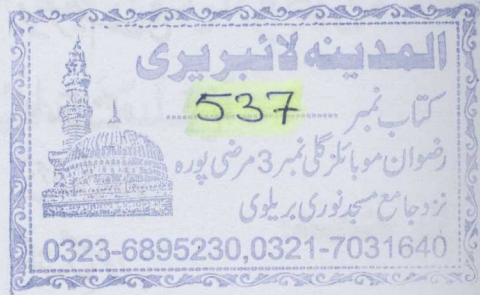 المدینہ لائبریری
کتاب نمبر 537
رضوان موبائلز گلی نمبر 3 مرضی پورہ
نزد جامع مسجد نوری بریلوی
0323-6895230,0321-7031640